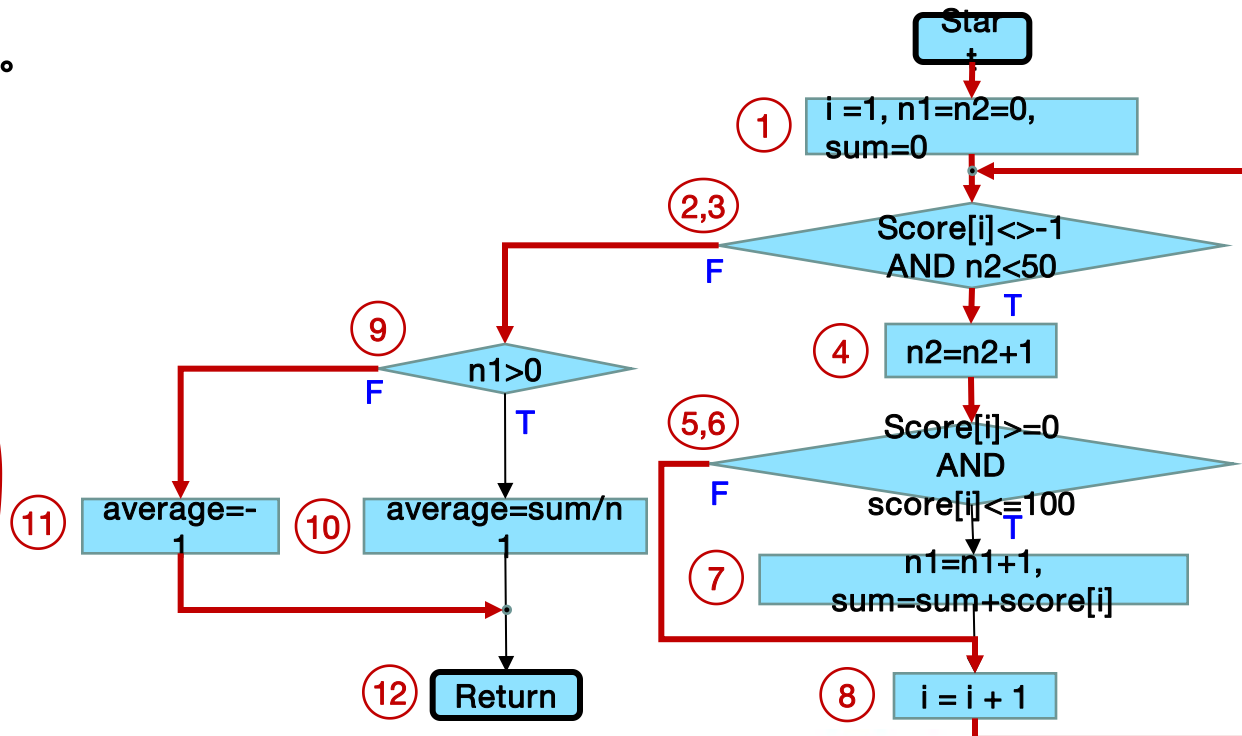 。
Star
t
1
i =1, n1=n2=0,
sum=0
2,3
Score[i]<>-1
AND n2<50
F
T
4
n2=n2+1
9
n1>0
F
T
5,6
Score[i]>=0
AND
score[i]<=100
F
T
11
average=-
1
10
average=sum/n
1
7
n1=n1+1,
sum=sum+score[i]
12
Return
8
i = i + 1